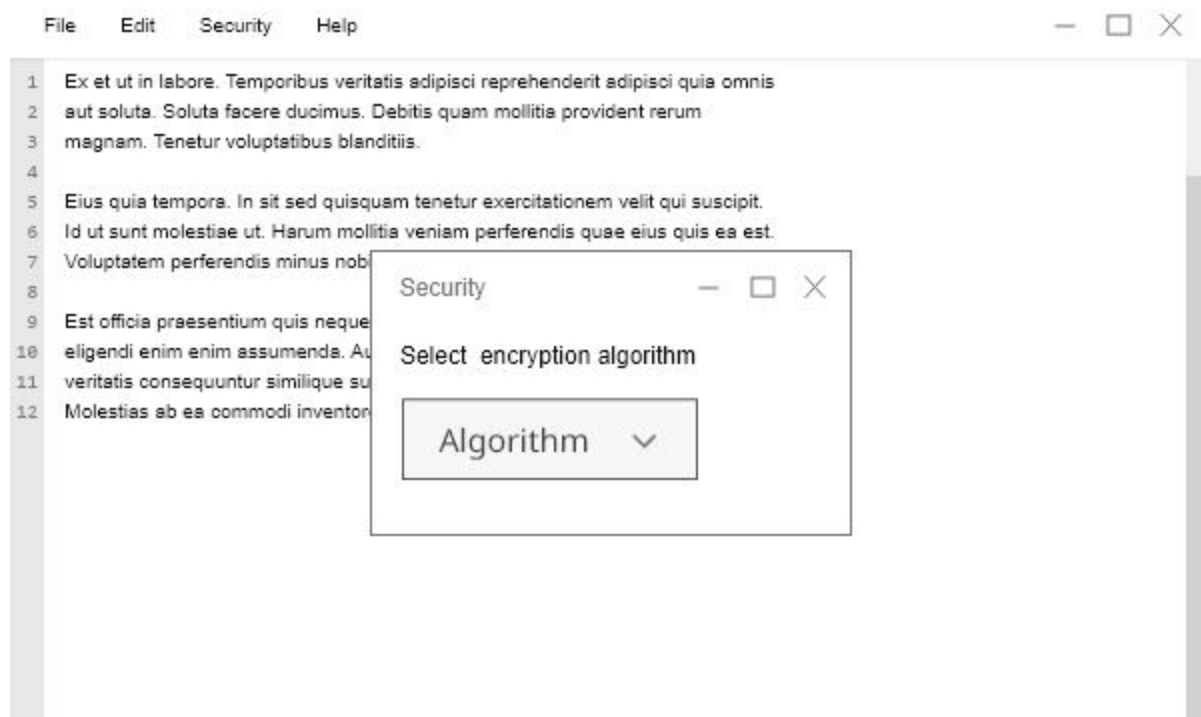 File Edit Security Help
1 Ex et ut in labore. Temporibus veritatis adipisci reprehenderit adipisci quia omnis
2 aut soluta. Soluta facere ducimus. Debitis quam mollitia provident rerum
3 magnam. Tenetur voluptatibus blanditiis.
4
5 Eius quia tempora. In sit sed quisquam tenetur exercitationem velit qui suscipit.
6 Id ut sunt molestiae ut. Harum mollitia veniam perferendis quae eius quis ea est.
7 Voluptatem perferendis minus nobi
8
9 Est officia praesentium quis neque
10 eligendi enim enim assumenda. Au
11 veritatis consequuntur similique su
12 Molestias ab ea commodi inventor
Security
Select encryption algorithm
Algorithm